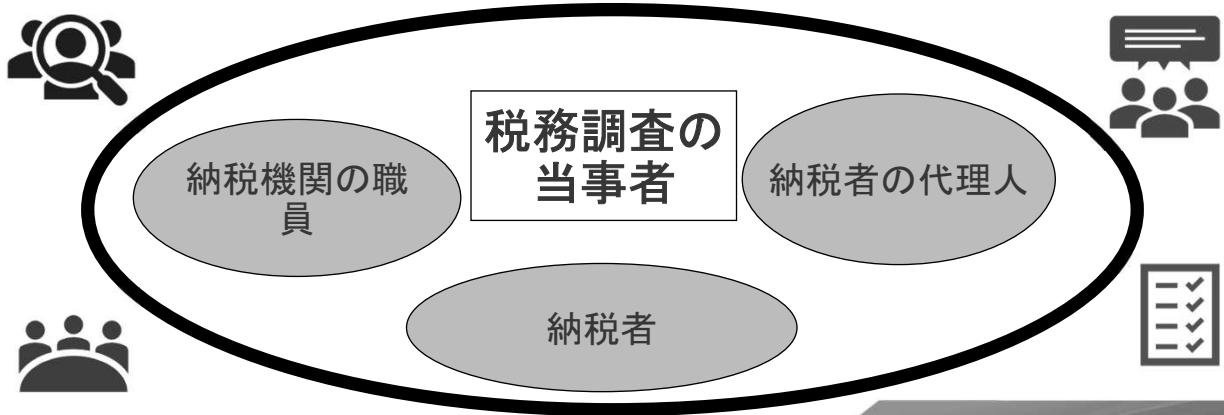 税務調査の
当事者
納税機関の職
員
納税者の代理人
納税者